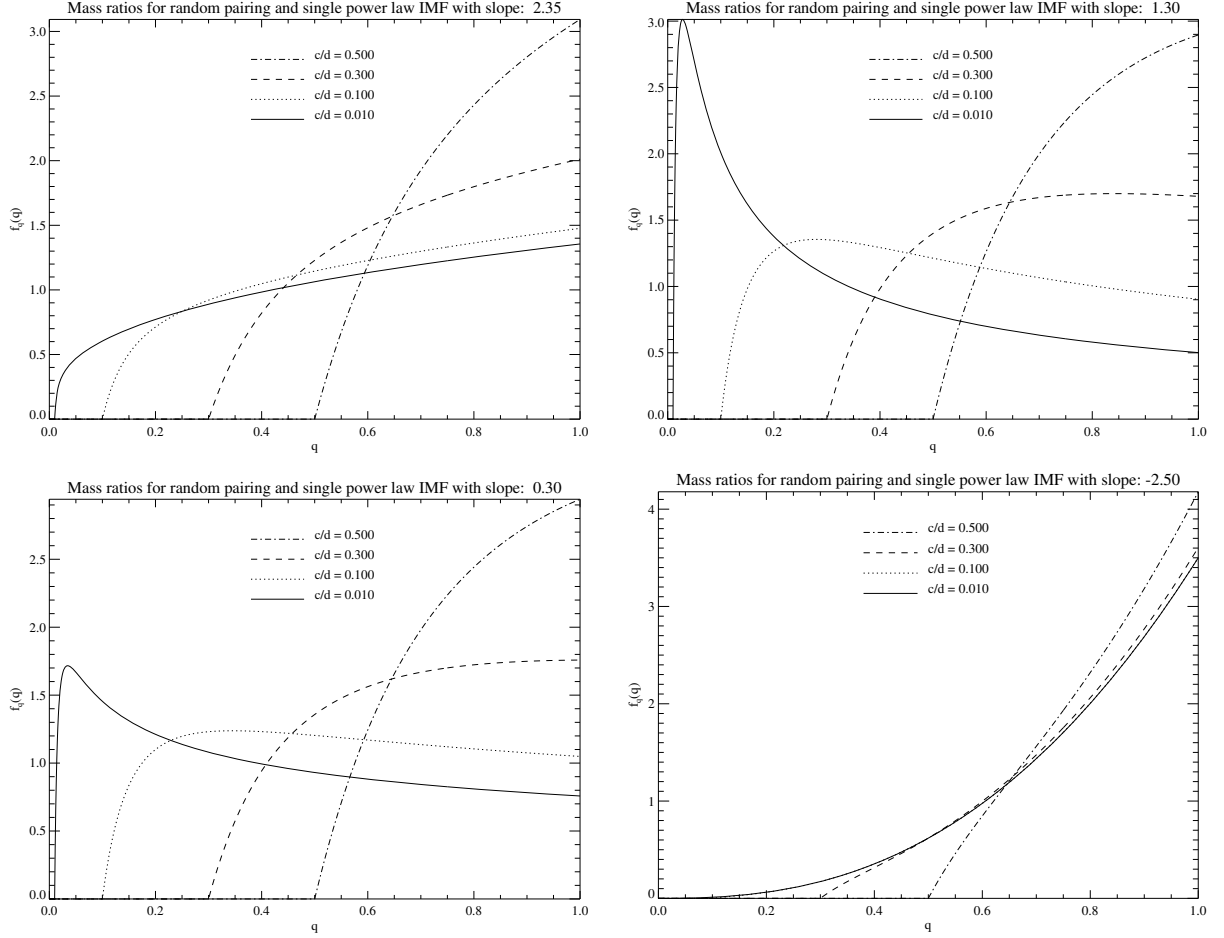 Mass ratios for random pairing and single power law IMF with slope: 2.35
c/d = 0.500
c/d = 0.300
c/d = 0.100
c/d = 0.010
3.0
2.5
2.0
1.5
1.0
0.5
0.0
f_q(q)
0.0 0.2 0.4 0.6 0.8 1.0
q
Mass ratios for random pairing and single power law IMF with slope: 1.30
c/d = 0.500
c/d = 0.300
c/d = 0.100
c/d = 0.010
3.0
2.5
2.0
1.5
1.0
0.5
0.0
f_q(q)
0.0 0.2 0.4 0.6 0.8 1.0
q
Mass ratios for random pairing and single power law IMF with slope: 0.30
c/d = 0.500
c/d = 0.300
c/d = 0.100
c/d = 0.010
2.5
2.0
1.5
1.0
0.5
0.0
f_q(q)
0.0 0.2 0.4 0.6 0.8 1.0
q
Mass ratios for random pairing and single power law IMF with slope: -2.50
c/d = 0.500
c/d = 0.300
c/d = 0.100
c/d = 0.010
4
3
2
1
0
f_q(q)
0.0 0.2 0.4 0.6 0.8 1.0
q